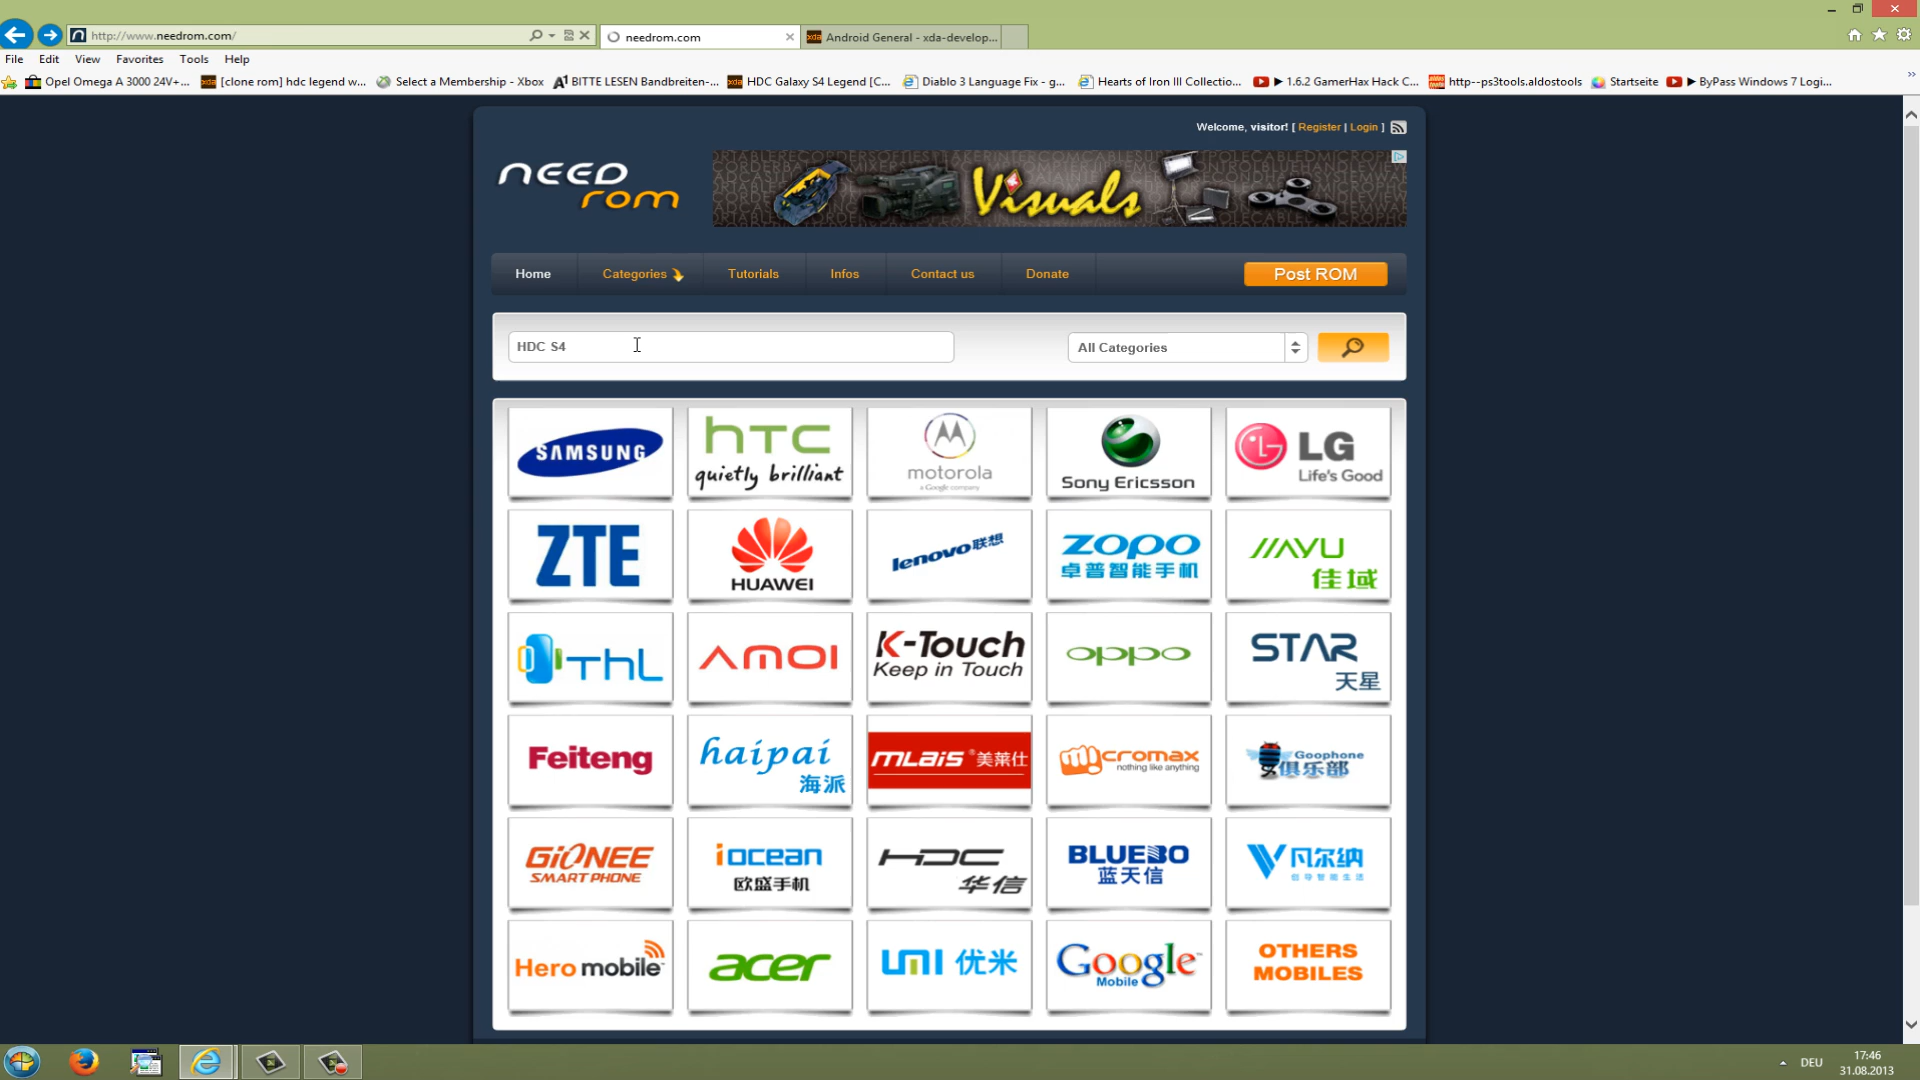 http://www.needrom.com/
needrom.com
Android General - xda-develop...
File Edit View Favorites Tools Help
Opel Omega A 3000 24V+...
[clone rom] hdc legend w...
Select a Membership - Xbox
BITTE LESEN Bandbreiten-...
HDC Galaxy S4 Legend [C...
Diablo 3 Language Fix - g...
Hearts of Iron III Collectio...
▶ 1.6.2 GamerHax Hack C...
http--ps3tools.aldostools
Startseite
▶ ByPass Windows 7 Logi...
Welcome, visitor! [ Register | Login ]
NEED
rom
Visuals
Home
Categories
Tutorials
Infos
Contact us
Donate
Post ROM
HDC S4
All Categories
SAMSUNG
hTC
quietly brilliant
motorola
a Google company
Sony Ericsson
LG
Life's Good
ZTE
HUAWEI
lenovo联想
ZOPO
卓普智能手机
JIAYU
佳域
THL
AMOI
K-Touch
Keep in Touch
oppo
STAR
天星
Feiteng
haipai
海派
MLAIS®美莱仕
micromax
nothing like anything
Goophone
俱乐部
GIONEE
SMART PHONE
iocean
欧盛手机
HDC
华信
BLUEBO
蓝天信
凡尔纳
Hero mobile
acer
UMI 优米
Google
Mobile
OTHERS
MOBILES
DEU
17:46
31.08.2013